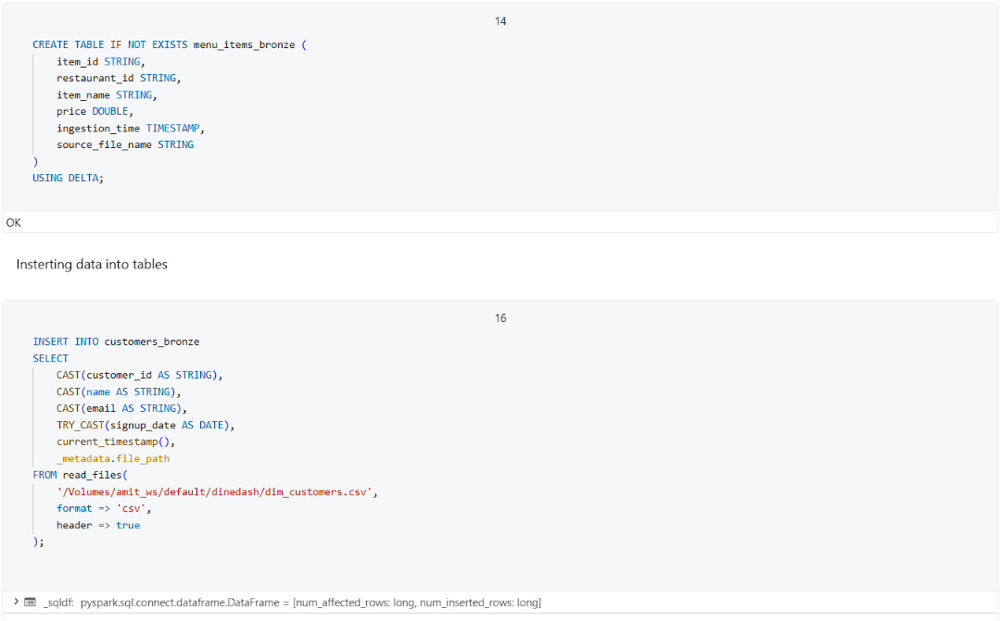 14
CREATE TABLE IF NOT EXISTS menu_items_bronze (
    item_id STRING,
    restaurant_id STRING,
    item_name STRING,
    price DOUBLE,
    ingestion_time TIMESTAMP,
    source_file_name STRING
)
USING DELTA;
OK
Insterting data into tables
16
INSERT INTO customers_bronze
SELECT
    CAST(customer_id AS STRING),
    CAST(name AS STRING),
    CAST(email AS STRING),
    TRY_CAST(signup_date AS DATE),
    current_timestamp(),
    _metadata.file_path
FROM read_files(
    '/Volumes/amit_ws/default/dinedash/dim_customers.csv',
    format => 'csv',
    header => true
);
_sqldf: pyspark.sql.connect.dataframe.DataFrame = [num_affected_rows: long, num_inserted_rows: long]